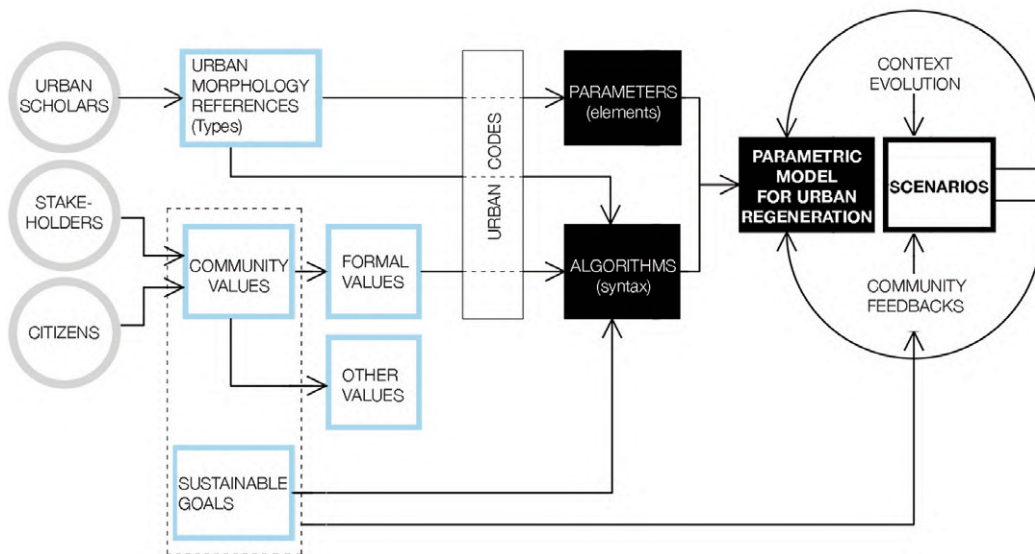 URBAN
SCHOLARS
URBAN
MORPHOLOGY
REFERENCES
(Types)
STAKE-
HOLDERS
CITIZENS
COMMUNITY
VALUES
FORMAL
VALUES
OTHER
VALUES
SUSTAINABLE
GOALS
URBAN CODES
PARAMETERS
(elements)
ALGORITHMS
(syntax)
PARAMETRIC
MODEL
FOR URBAN
REGENERATION
CONTEXT
EVOLUTION
SCENARIOS
COMMUNITY
FEEDBACKS